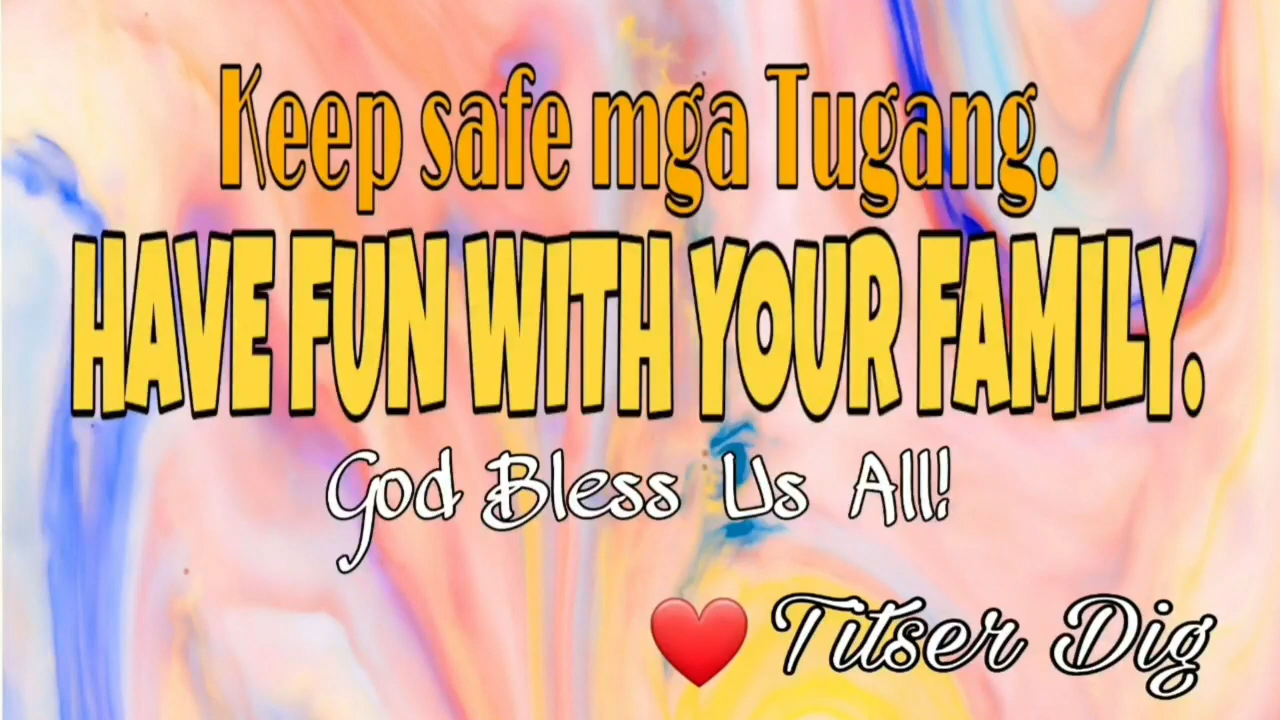 Keep safe mga Tugang.
HAVE FUN WITH YOUR FAMILY.
God Bless Us All!
Titser Dig